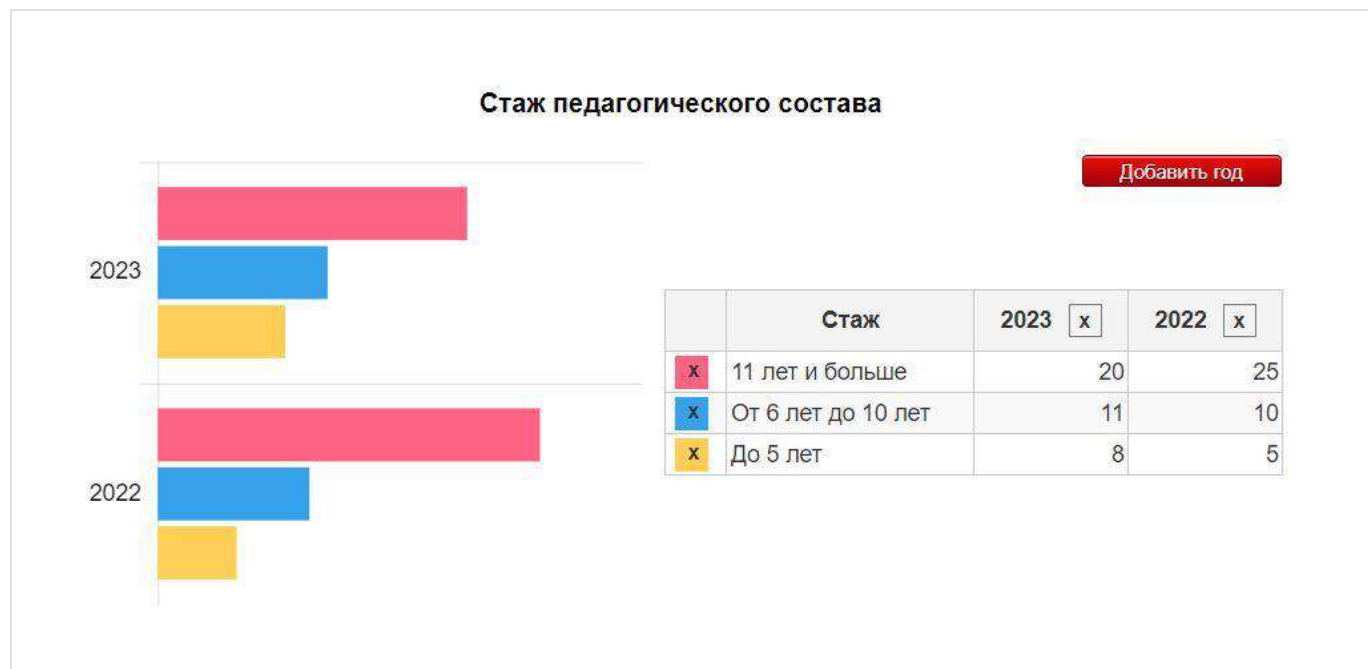 Стаж педагогического состава
Добавить год
2023
2022
Стаж 2023 x 2022 x
x 11 лет и больше 20 25
x От 6 лет до 10 лет 11 10
x До 5 лет 8 5